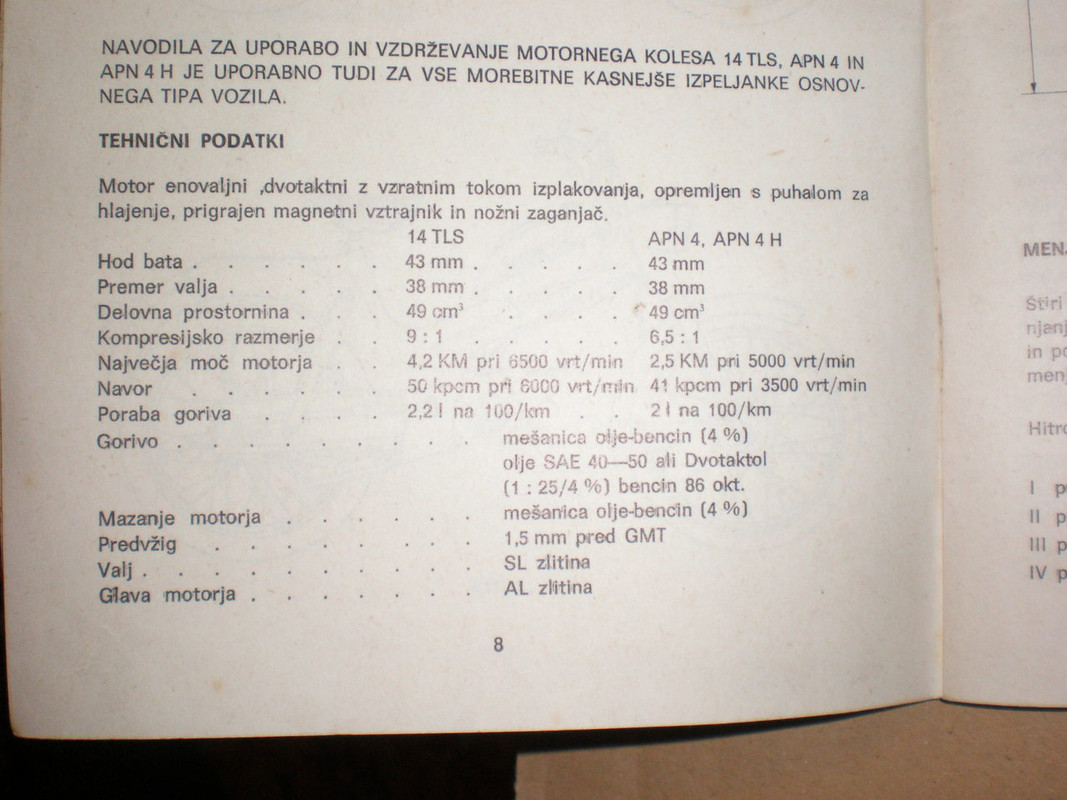 NAVODILA ZA UPORABO IN VZDRŽEVANJE MOTORNEGA KOLESA 14 TLS, APN 4 IN
APN 4 H JE UPORABNO TUDI ZA VSE MOREBITNE KASNEJŠE IZPELJANKE OSNOV-
NEGA TIPA VOZILA.
TEHNIČNI PODATKI
Motor enovaljni ,dvotaktni z vzratnim tokom izplakovanja, opremljen s puhalom za
hlajenje, prigrajen magnetni vztrajnik in nožni zaganjač.
14 TLS APN 4, APN 4 H
Hod bata . . . . . . 43 mm . . . . . 43 mm
Premer valja . . . . . 38 mm . . . . . 38 mm
Delovna prostornina . . . 49 cm³ . . . . 49 cm³
Kompresijsko razmerje . . 9 : 1 . . . . 6,5 : 1
Največja moč motorja . . 4,2 KM pri 6500 vrt/min 2,5 KM pri 5000 vrt/min
Navor . . . . . . 50 kpcm pri 6000 vrt/min 41 kpcm pri 3500 vrt/min
Poraba goriva . . . . 2,2 l na 100/km . . 2 l na 100/km
Gorivo . . . . . . . . . mešanica olje-bencin (4 %)
olje SAE 40—50 ali Dvotaktol
(1 : 25/4 %) bencin 86 okt.
Mazanje motorja . . . . . . mešanica olje-bencin (4 %)
Predvžig . . . . . . . . 1,5 mm pred GMT
Valj . . . . . . . . . . SL zlitina
Glava motorja . . . . . . . AL zlitina
8
Štiri
in
Hitro
I
II
III
IV